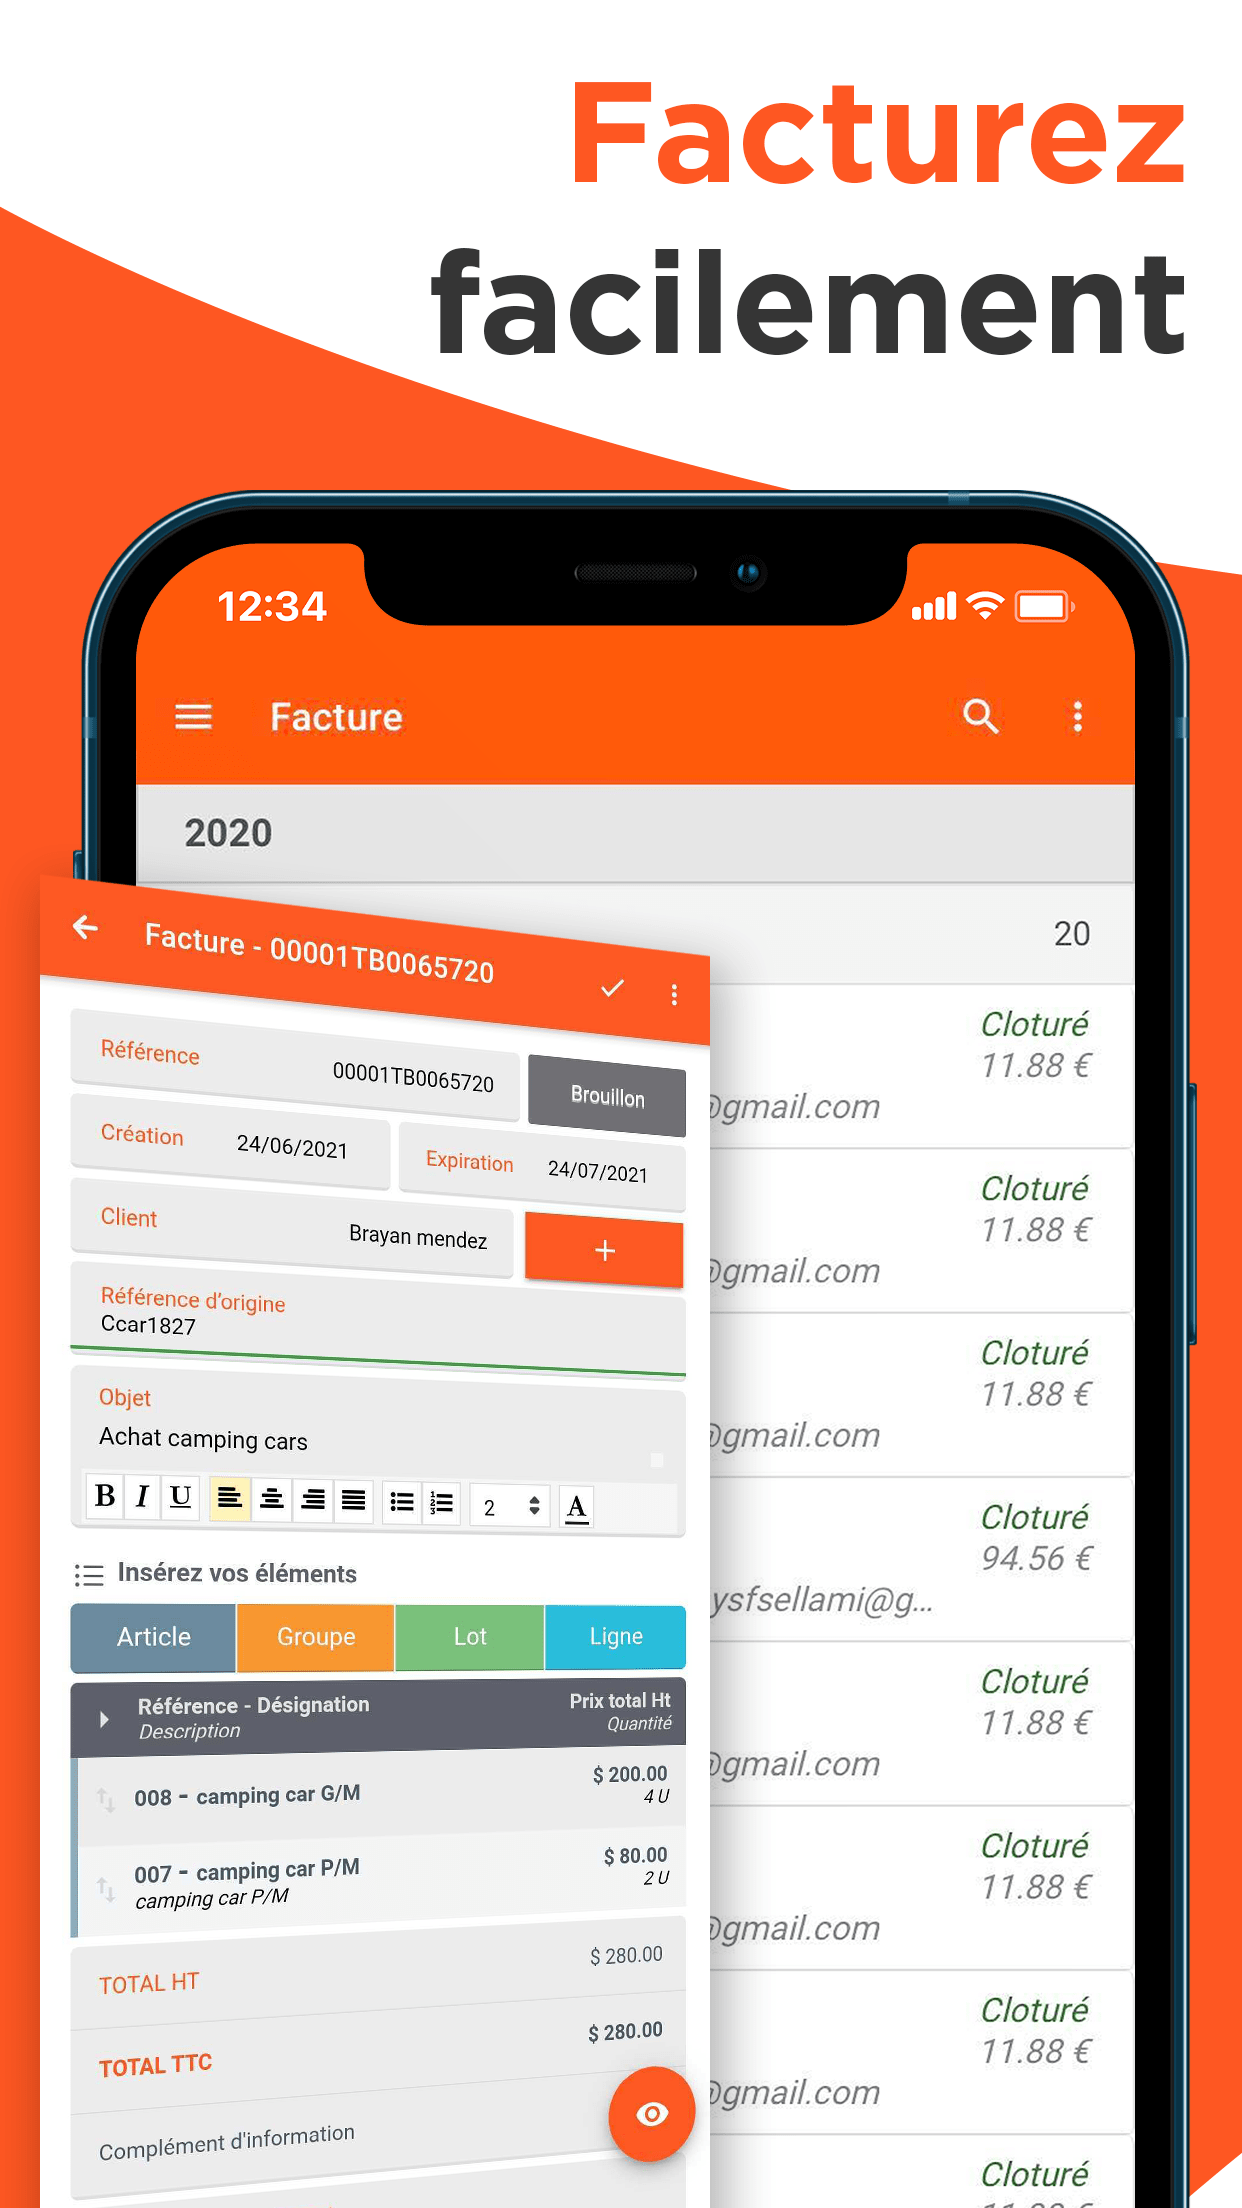 Facturez
facilement
12:34
Facture
2020
20
Cloturé
11.88 €
@gmail.com
Cloturé
11.88 €
@gmail.com
Cloturé
11.88 €
@gmail.com
Cloturé
94.56 €
ysfsellami@g...
Cloturé
11.88 €
@gmail.com
Cloturé
11.88 €
@gmail.com
Cloturé
11.88 €
@gmail.com
Cloturé
Facture - 00001TB0065720
Référence 00001TB0065720 Brouillon
Création 24/06/2021 Expiration 24/07/2021
Client Brayan mendez +
Référence d'origine
Ccar1827
Objet
Achat camping cars
B I U 2 A
Insérez vos éléments
Article Groupe Lot Ligne
Référence - Désignation Prix total Ht
Description Quantité
008 - camping car G/M $ 200.00
4 U
007 - camping car P/M $ 80.00
camping car P/M 2 U
TOTAL HT $ 280.00
TOTAL TTC $ 280.00
Complément d'information